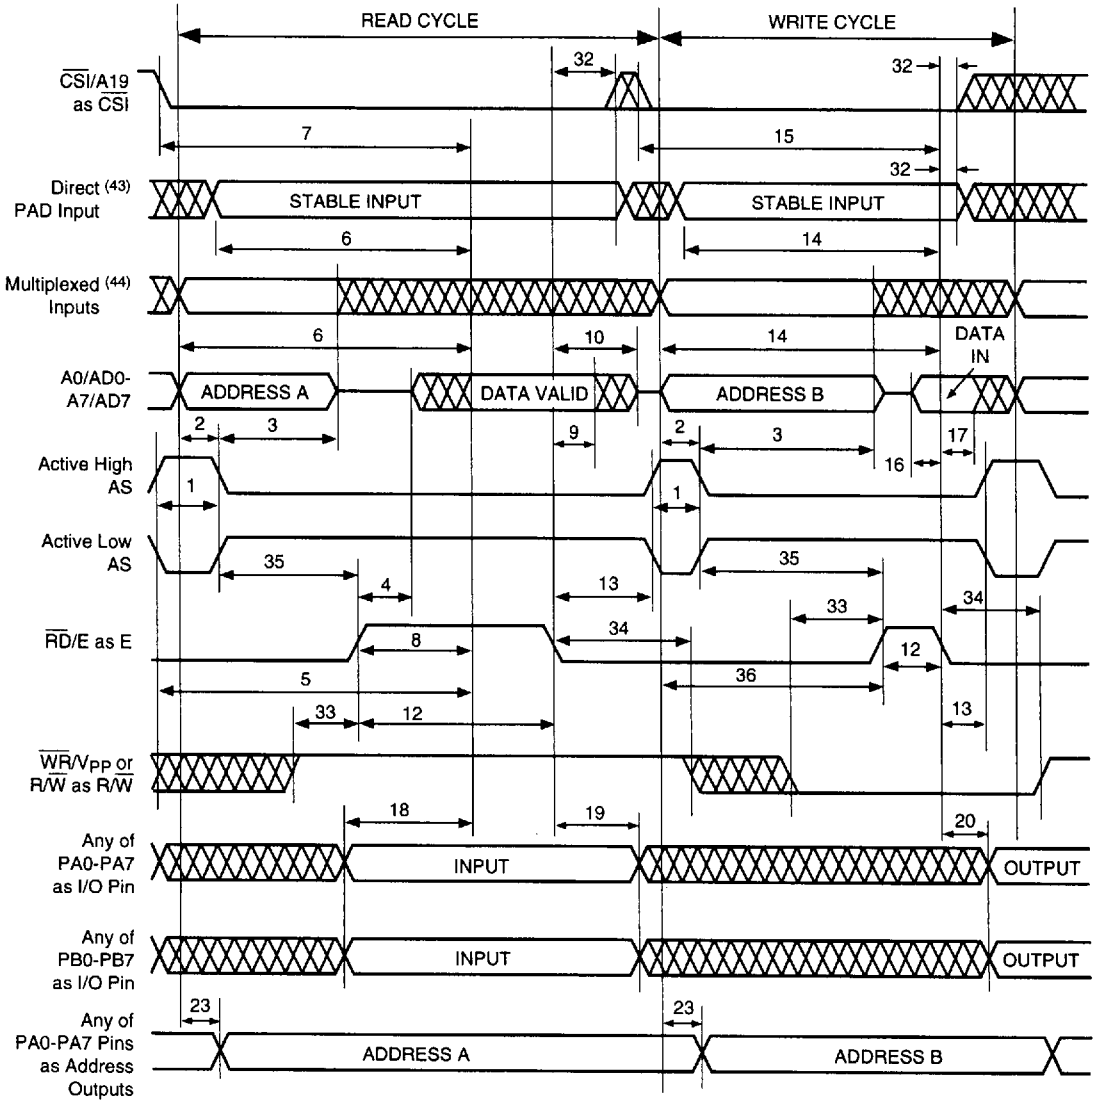 READ CYCLE
WRITE CYCLE
CSI/A19
as CSI
32
32
7
15
Direct (43)
PAD Input
STABLE INPUT
STABLE INPUT
32
6
14
Multiplexed (44)
Inputs
6
10
14
DATA
IN
A0/AD0-
A7/AD7
ADDRESS A
DATA VALID
ADDRESS B
2
3
9
2
3
16
17
Active High
AS
1
1
Active Low
AS
35
4
13
35
34
RD/E as E
8
34
33
12
5
36
33
12
13
WR/VPP or
R/W as R/W
18
19
20
Any of
PA0-PA7
as I/O Pin
INPUT
OUTPUT
Any of
PB0-PB7
as I/O Pin
INPUT
OUTPUT
23
23
Any of
PA0-PA7 Pins
as Address
Outputs
ADDRESS A
ADDRESS B